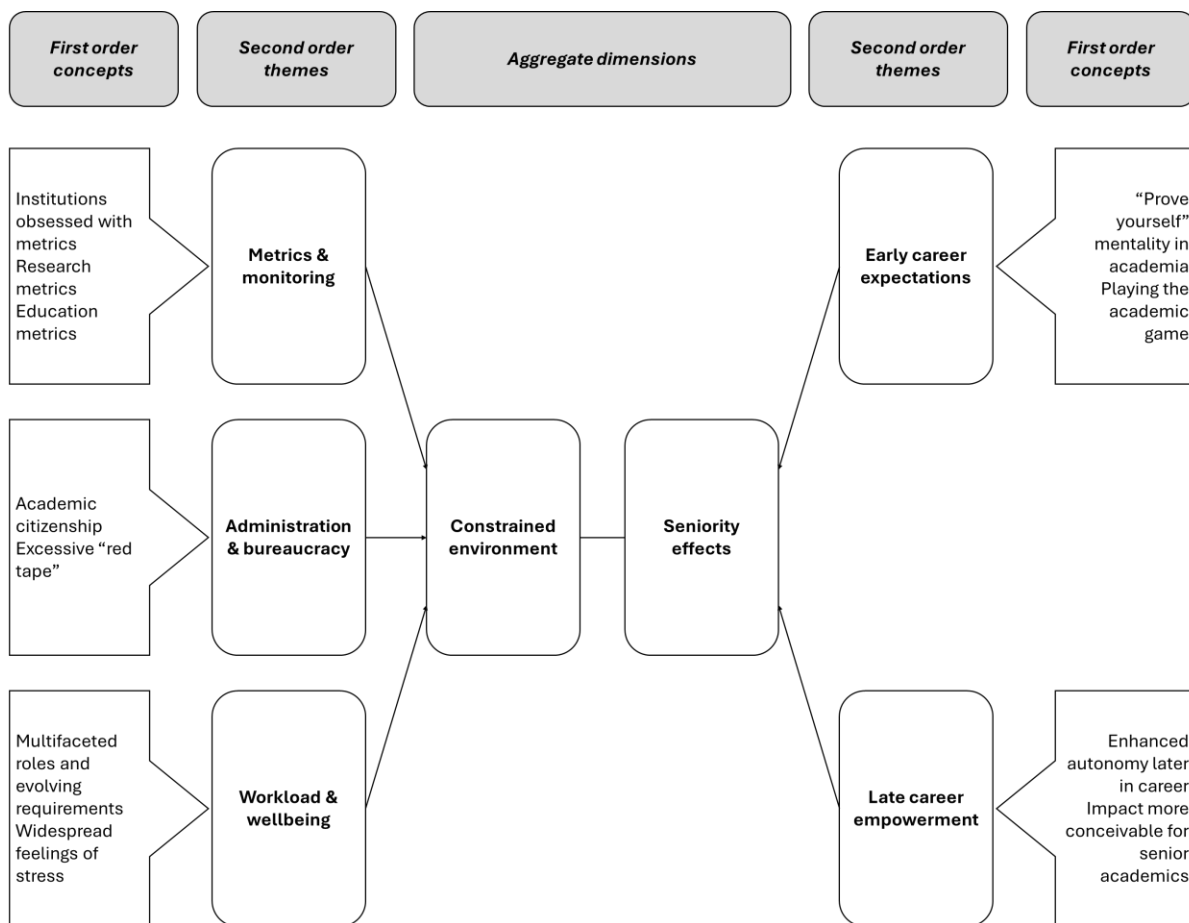 First order
concepts
Second order
themes
Aggregate dimensions
Second order
themes
First order
concepts
Institutions
obsessed with
metrics
Research
metrics
Education
metrics
Metrics &
monitoring
Early career
expectations
“Prove
yourself”
mentality in
academia
Playing the
academic
game
Academic
citizenship
Excessive “red
tape”
Administration
& bureaucracy
Constrained
environment
Seniority
effects
Multifaceted
roles and
evolving
requirements
Widespread
feelings of
stress
Workload &
wellbeing
Late career
empowerment
Enhanced
autonomy later
in career
Impact more
conceivable for
senior
academics